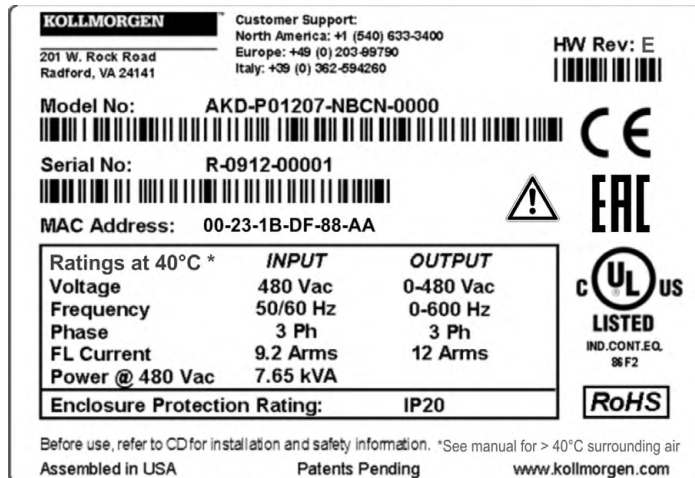 KOLLMORGEN
201 W. Rock Road
Radford, VA 24141
Customer Support:
North America: +1 (540) 633-3400
Europe: +49 (0) 203-99790
Italy: +39 (0) 362-594260
HW Rev: E
Model No: AKD-P01207-NBCN-0000
Serial No: R-0912-00001
MAC Address: 00-23-1B-DF-88-AA
CE
EAC
Ratings at 40°C * INPUT OUTPUT
Voltage 480 Vac 0-480 Vac
Frequency 50/60 Hz 0-600 Hz
Phase 3 Ph 3 Ph
FL Current 9.2 Arms 12 Arms
Power @ 480 Vac 7.65 kVA
Enclosure Protection Rating: IP20
C UL US
LISTED
IND.CONT.EQ.
86F2
RoHS
Before use, refer to CD for installation and safety information. *See manual for > 40°C surrounding air
Assembled in USA Patents Pending www.kollmorgen.com